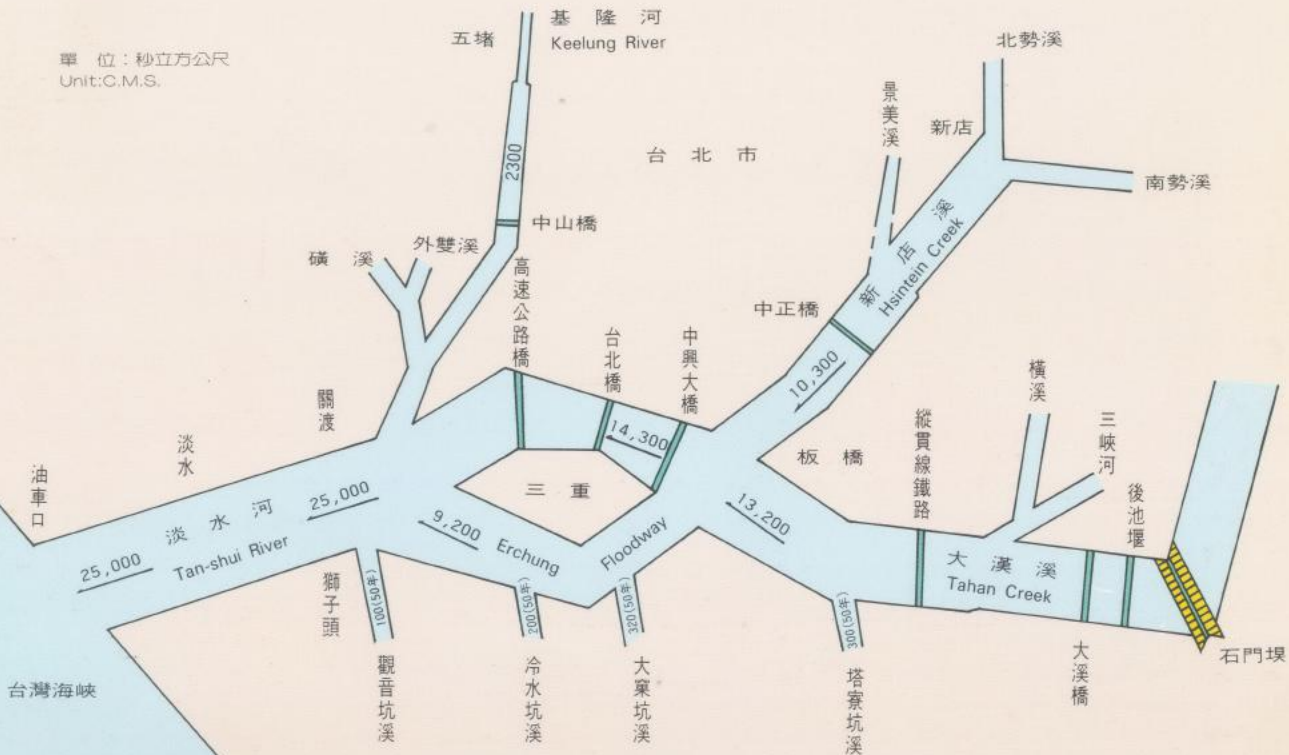 單 位：秒立方公尺
Unit:C.M.S.
五堵
基 隆 河
Keelung River
北勢溪
景美溪
新店
台 北 市
南勢溪
2300
中山橋
外雙溪
磺 溪
高速公路橋
新 店 溪
Hsintein Creek
中正橋
台北橋
中興大橋
10,300
關渡
14,300
橫溪
三峽河
縱貫線鐵路
板 橋
淡水
油車口
後池堰
三 重
25,000
淡 水 河
Tan-shui River
25,000
9,200
Erchung Floodway
13,200
大 漢 溪
Tahan Creek
獅子頭
100(50年)
200(50年)
320(50年)
300(50年)
觀音坑溪
冷水坑溪
大窠坑溪
塔寮坑溪
大溪橋
石門埧
台灣海峽